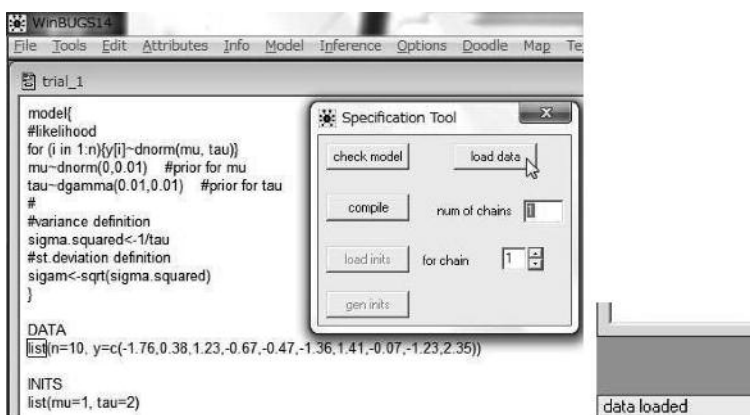 WinBUGS14
File Tools Edit Attributes Info Model Inference Options Doodle Map Te
trial_1
model{
#likelihood
for (i in 1:n){y[i]~dnorm(mu, tau)}
mu~dnorm(0,0.01) #prior for mu
tau~dgamma(0.01,0.01) #prior for tau
#
#variance definition
sigma.squared<-1/tau
#st.deviation definition
sigam<-sqrt(sigma.squared)
}
DATA
list(n=10, y=c(-1.76,0.38,1.23,-0.67,-0.47,-1.36,1.41,-0.07,-1.23,2.35))
INITS
list(mu=1, tau=2)
Specification Tool
check model load data
compile num of chains 1
load inits for chain 1
gen inits
data loaded